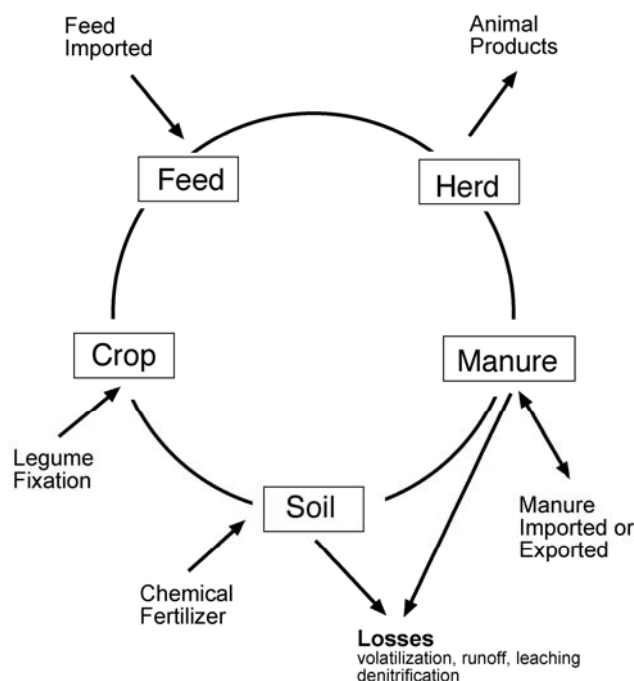 Feed
Imported
Animal
Products
Feed
Herd
Crop
Manure
Legume
Fixation
Soil
Manure
Imported or
Exported
Chemical
Fertilizer
Losses
volatilization, runoff, leaching
denitrification